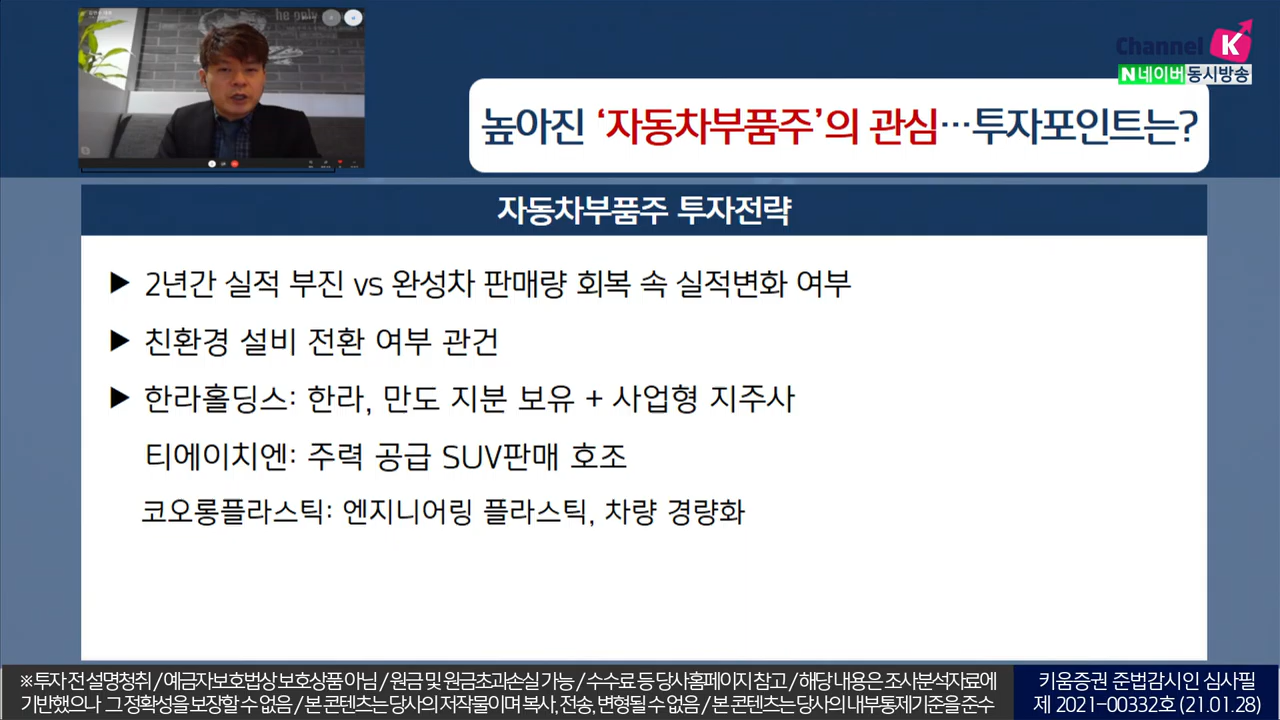 he only
Channel K
N네이버동시방송
높아진 ‘자동차부품주’의 관심…투자포인트는?
자동차부품주 투자전략
▶ 2년간 실적 부진 vs 완성차 판매량 회복 속 실적변화 여부
▶ 친환경 설비 전환 여부 관건
▶ 한라홀딩스: 한라, 만도 지분 보유 + 사업형 지주사
티에이치엔: 주력 공급 SUV판매 호조
코오롱플라스틱: 엔지니어링 플라스틱, 차량 경량화
※ 투자 전 설명청취 / 예금자보호법상 보호상품 아님 / 원금 및 원금초과손실 가능 / 수수료 등 당사홈페이지 참고 / 해당 내용은 조사분석자료에
기반했으나 그 정확성을 보장할 수 없음 / 본 콘텐츠는 당사의 저작물이며 복사, 전송, 변형될 수 없음 / 본 콘텐츠는 당사의 내부통제기준을 준수
키움증권 준법감시인 심사필
제 2021-00332호 (21.01.28)